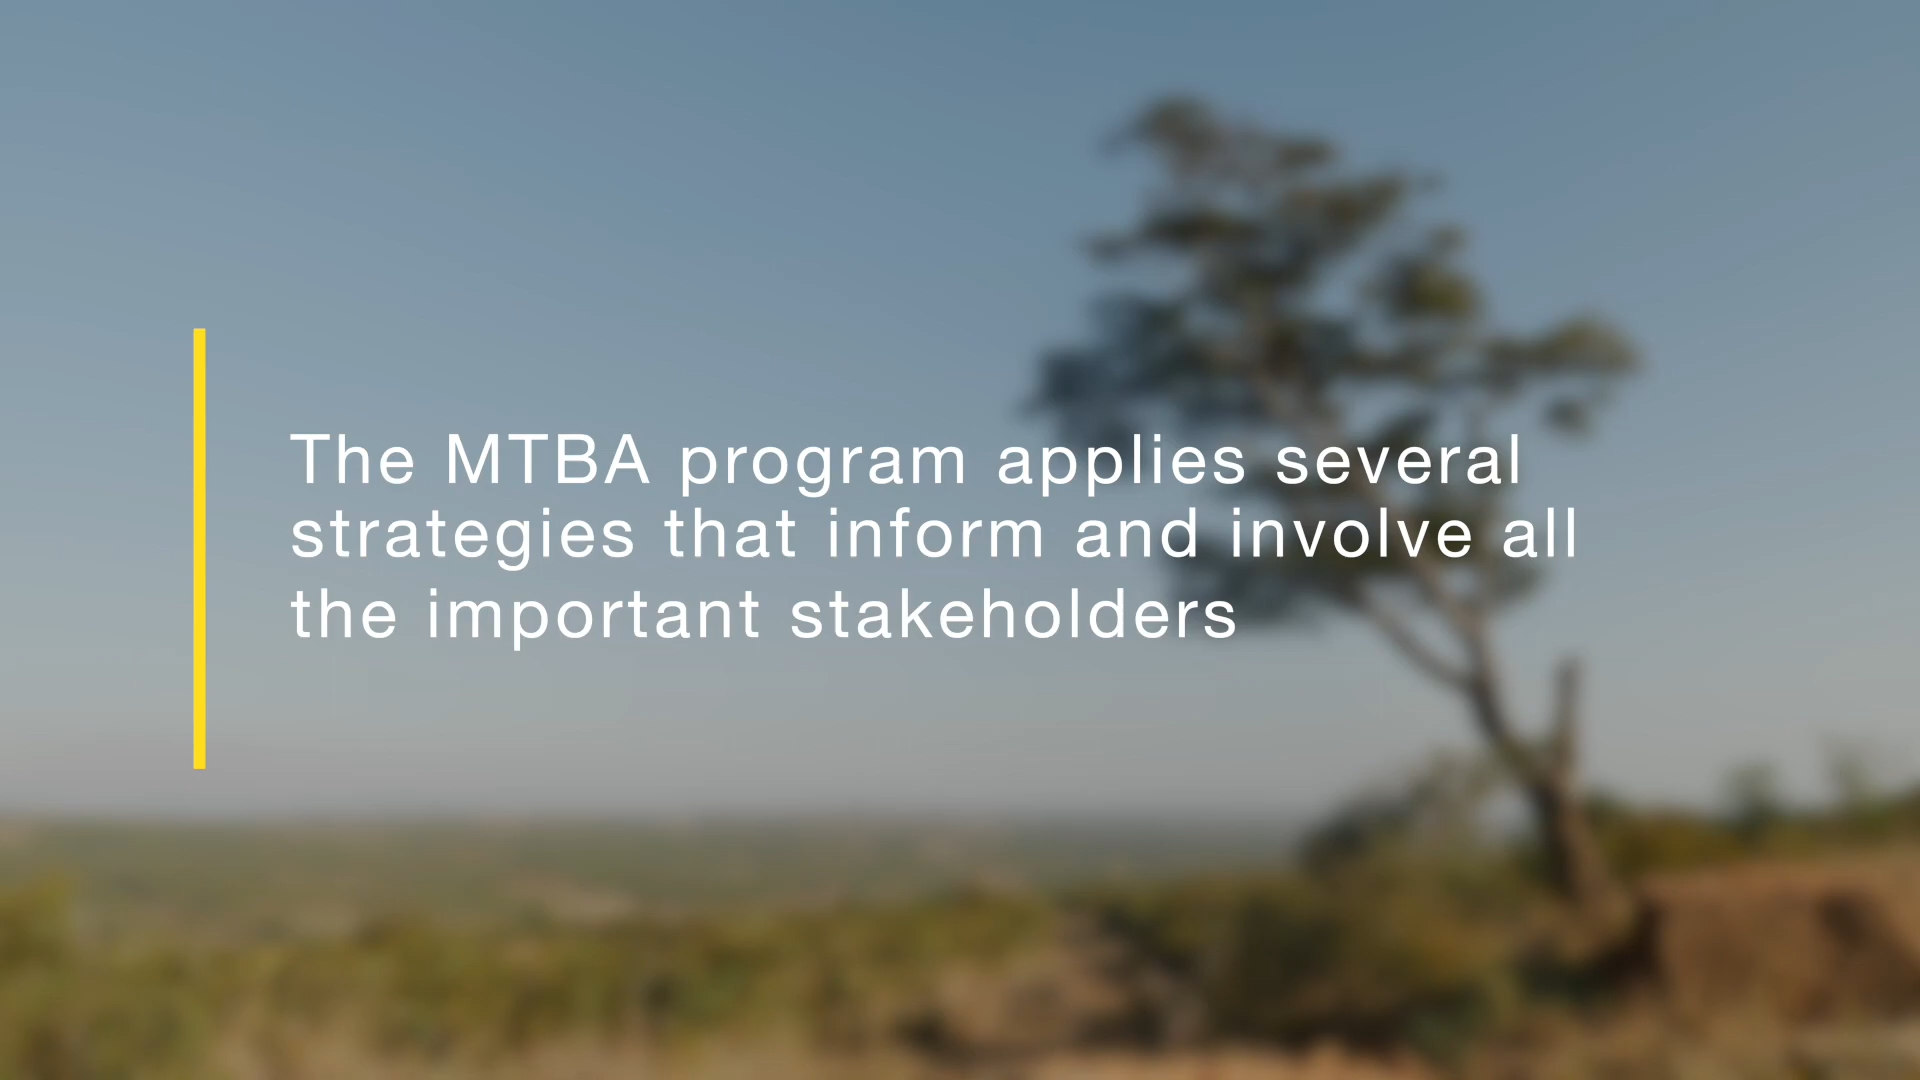 The MTBA program applies several
strategies that inform and involve all
the important stakeholders